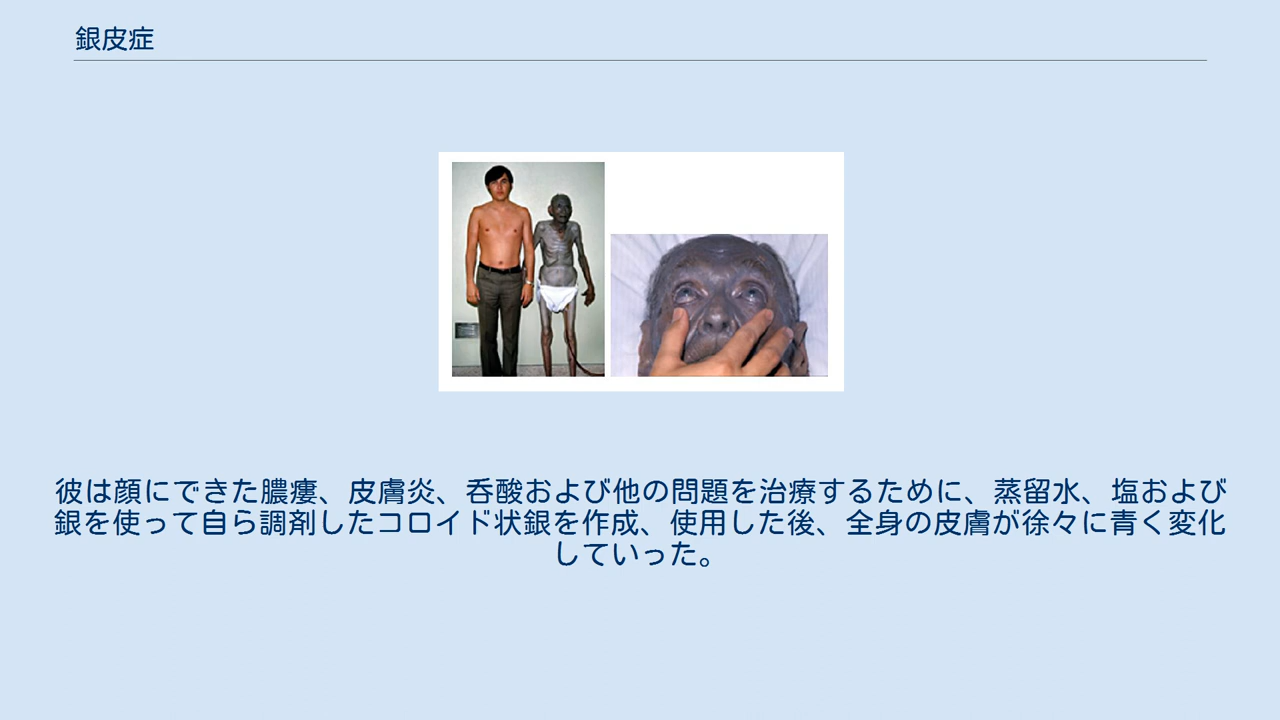 銀皮症
彼は顔にできた膿瘻、皮膚炎、呑酸および他の問題を治療するために、蒸留水、塩および
銀を使って自ら調剤したコロイド状銀を作成、使用した後、全身の皮膚が徐々に青く変化
していった。